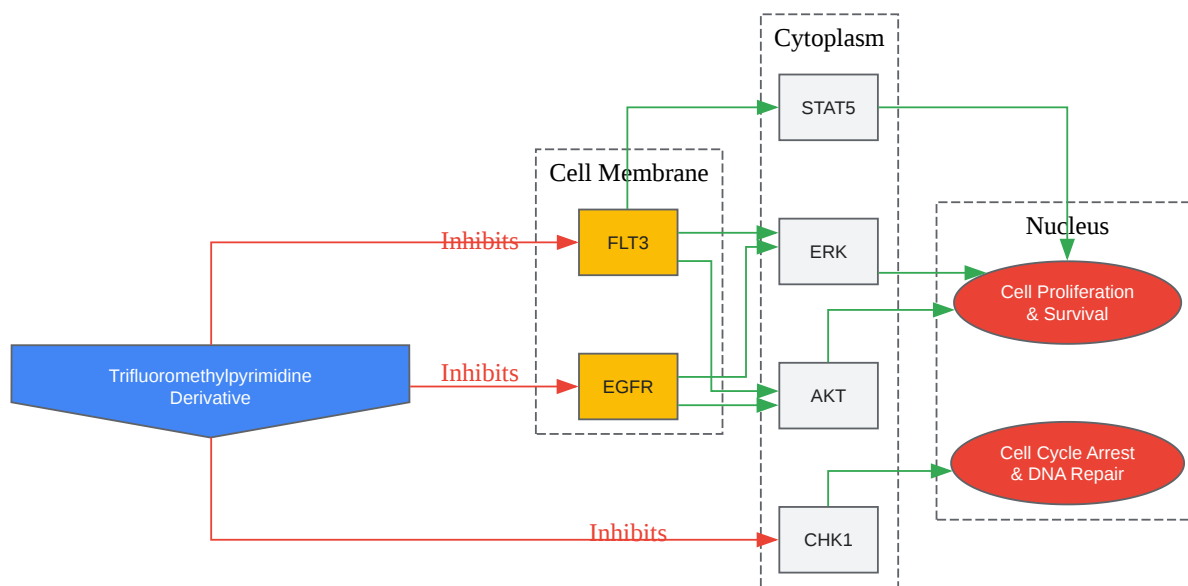 Cytoplasm
STAT5
Cell Membrane
Nucleus
Inhibits
FLT3
ERK
Cell Proliferation
& Survival
Trifluoromethylpyrimidine
Derivative
Inhibits
EGFR
AKT
Cell Cycle Arrest
& DNA Repair
Inhibits
CHK1